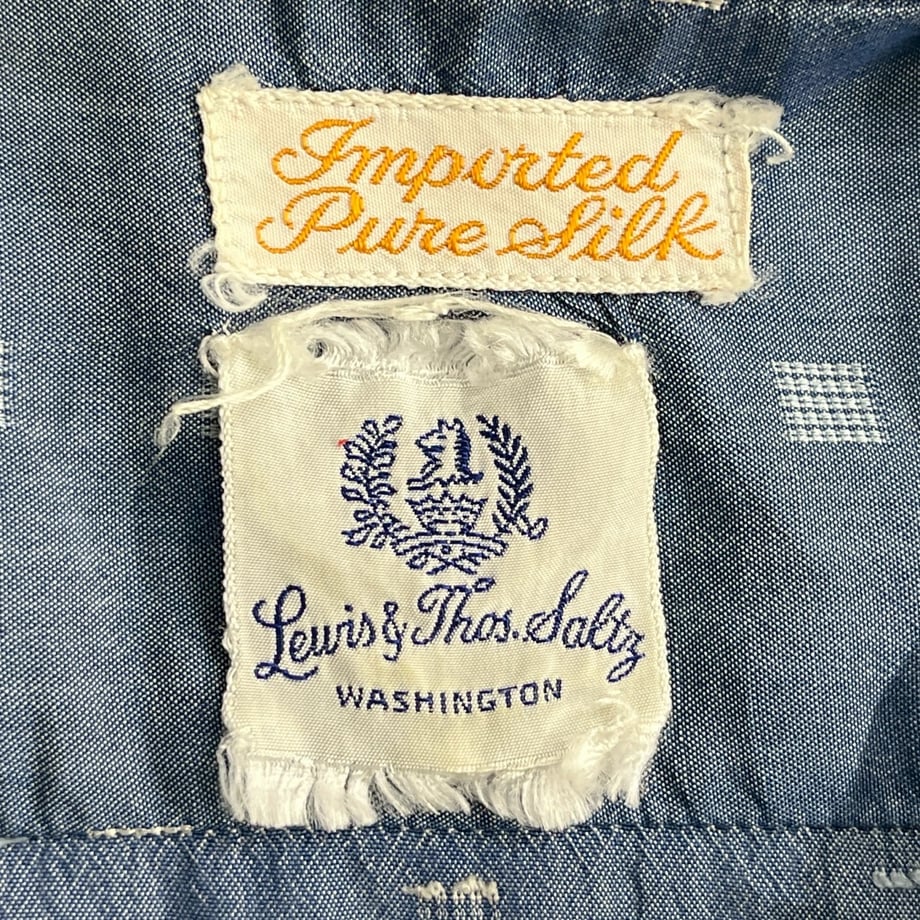 Imported
Pure Silk
Lewis & Thos. Saltz
WASHINGTON